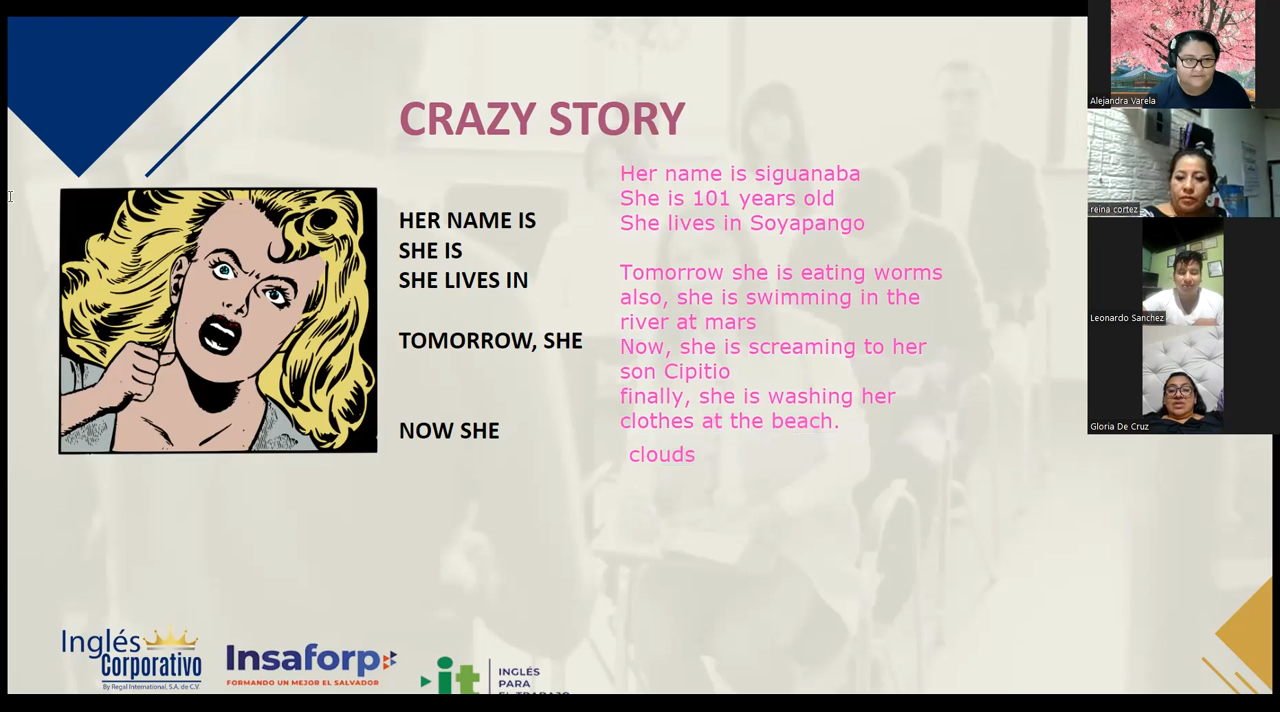 CRAZY STORY
HER NAME IS
SHE IS
SHE LIVES IN
TOMORROW, SHE
NOW SHE
Her name is siguanaba
She is 101 years old
She lives in Soyapango
Tomorrow she is eating worms
also, she is swimming in the
river at mars
Now, she is screaming to her
son Cipitio
finally, she is washing her
clothes at the beach.
clouds
Alejandra Varela
reina cortez
Leonardo Sanchez
Gloria De Cruz
Inglés
Corporativo
By Regal International, S.A. de C.V.
Insaforp
FORMANDO UN MEJOR EL SALVADOR
it
INGLÉS
PARA
EL TRABAJO